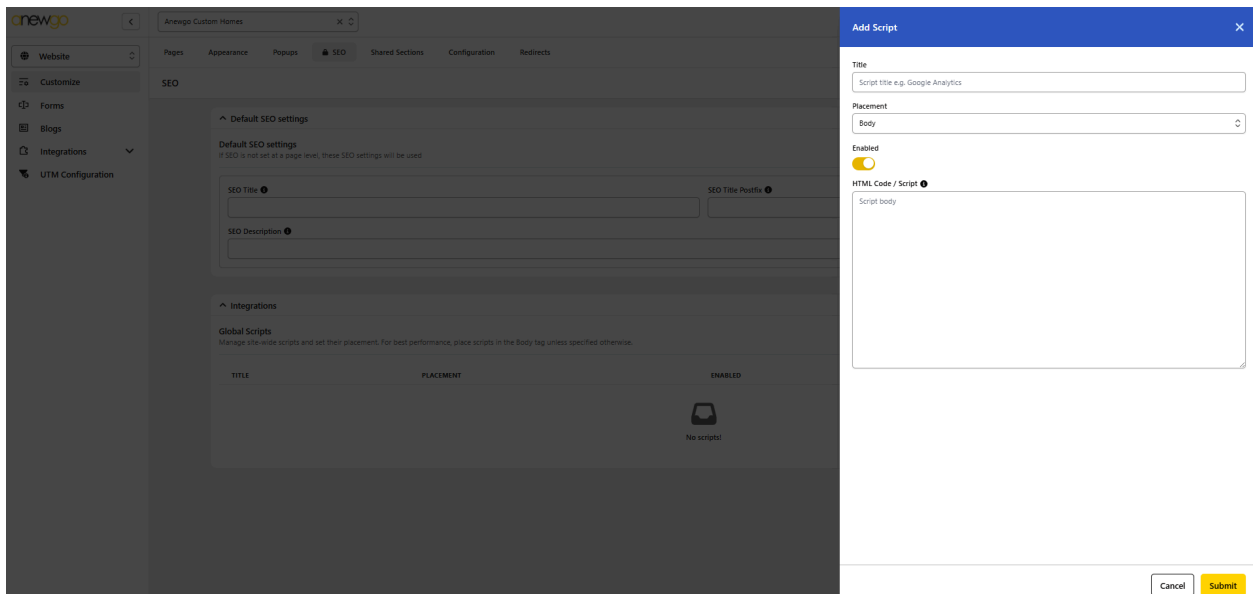 anewgo
Anewgo Custom Homes
Website
Customize
Forms
Blogs
Integrations
UTM Configuration
Pages Appearance Popups SEO Shared Sections Configuration Redirects
SEO
Default SEO settings
Default SEO settings
If SEO is not set at a page level, these SEO settings will be used
SEO Title SEO Title Postfix
SEO Description
Integrations
Global Scripts
Manage site-wide scripts and set their placement. For best performance, place scripts in the Body tag unless specified otherwise.
TITLE PLACEMENT ENABLED
No scripts!
Add Script
Title
Script title e.g. Google Analytics
Placement
Body
Enabled
HTML Code / Script
Script body
Cancel Submit